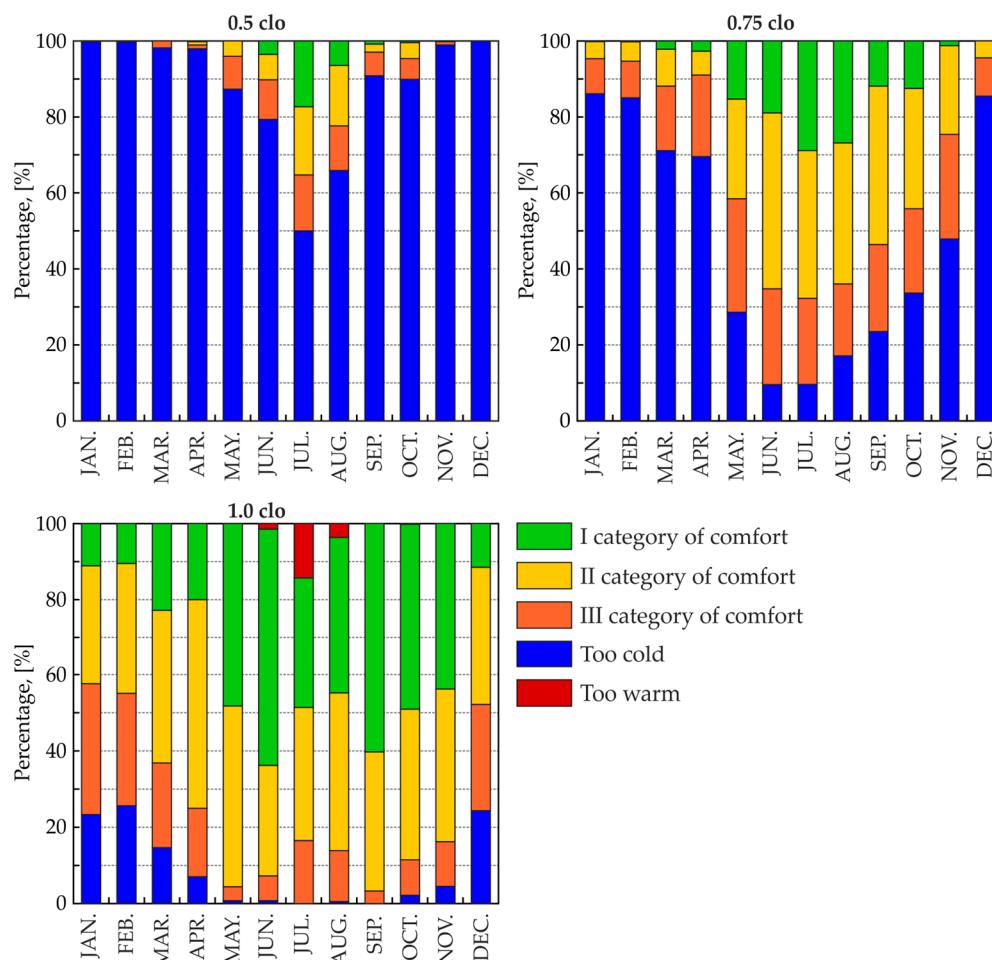 0.5 clo
Percentage, [%]
100
80
60
40
20
0
JAN.
FEB.
MAR.
APR.
MAY.
JUN.
JUL.
AUG.
SEP.
OCT.
NOV.
DEC.
0.75 clo
Percentage, [%]
100
80
60
40
20
0
JAN.
FEB.
MAR.
APR.
MAY.
JUN.
JUL.
AUG.
SEP.
OCT.
NOV.
DEC.
1.0 clo
Percentage, [%]
100
80
60
40
20
0
JAN.
FEB.
MAR.
APR.
MAY.
JUN.
JUL.
AUG.
SEP.
OCT.
NOV.
DEC.
I category of comfort
II category of comfort
III category of comfort
Too cold
Too warm